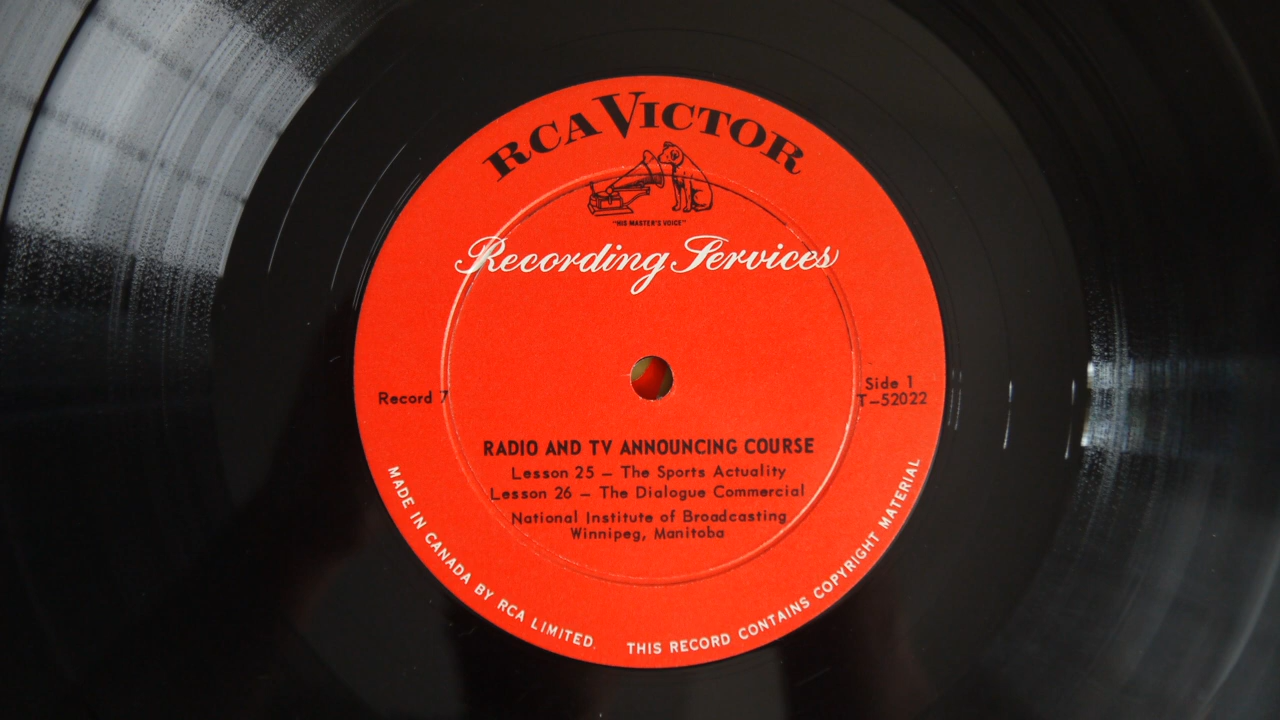 RCA VICTOR
"HIS MASTER'S VOICE"
Recording Services
Record 7
Side 1
T-52022
RADIO AND TV ANNOUNCING COURSE
Lesson 25 – The Sports Actuality
Lesson 26 – The Dialogue Commercial
National Institute of Broadcasting
Winnipeg, Manitoba
MADE IN CANADA BY RCA LIMITED.
THIS RECORD CONTAINS COPYRIGHT MATERIAL